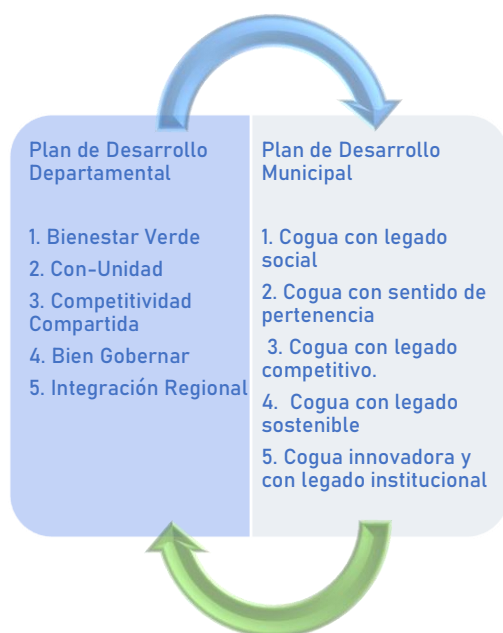 Plan de Desarrollo
Departamental
1. Bienestar Verde
2. Con-Unidad
3. Competitividad
Compartida
4. Bien Gobernar
5. Integración Regional
Plan de Desarrollo
Municipal
1. Cogua con legado
social
2. Cogua con sentido de
pertenencia
3. Cogua con legado
competitivo.
4. Cogua con legado
sostenible
5. Cogua innovadora y
con legado institucional